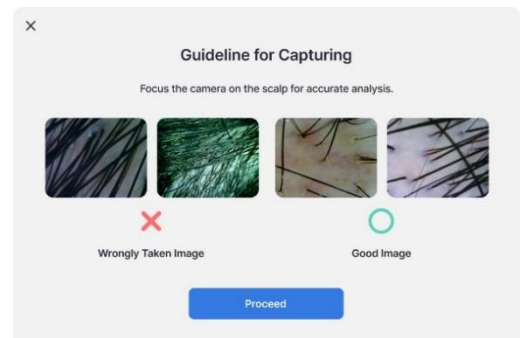 Guideline for Capturing
Focus the camera on the scalp for accurate analysis.
Wrongly Taken Image
Good Image
Proceed